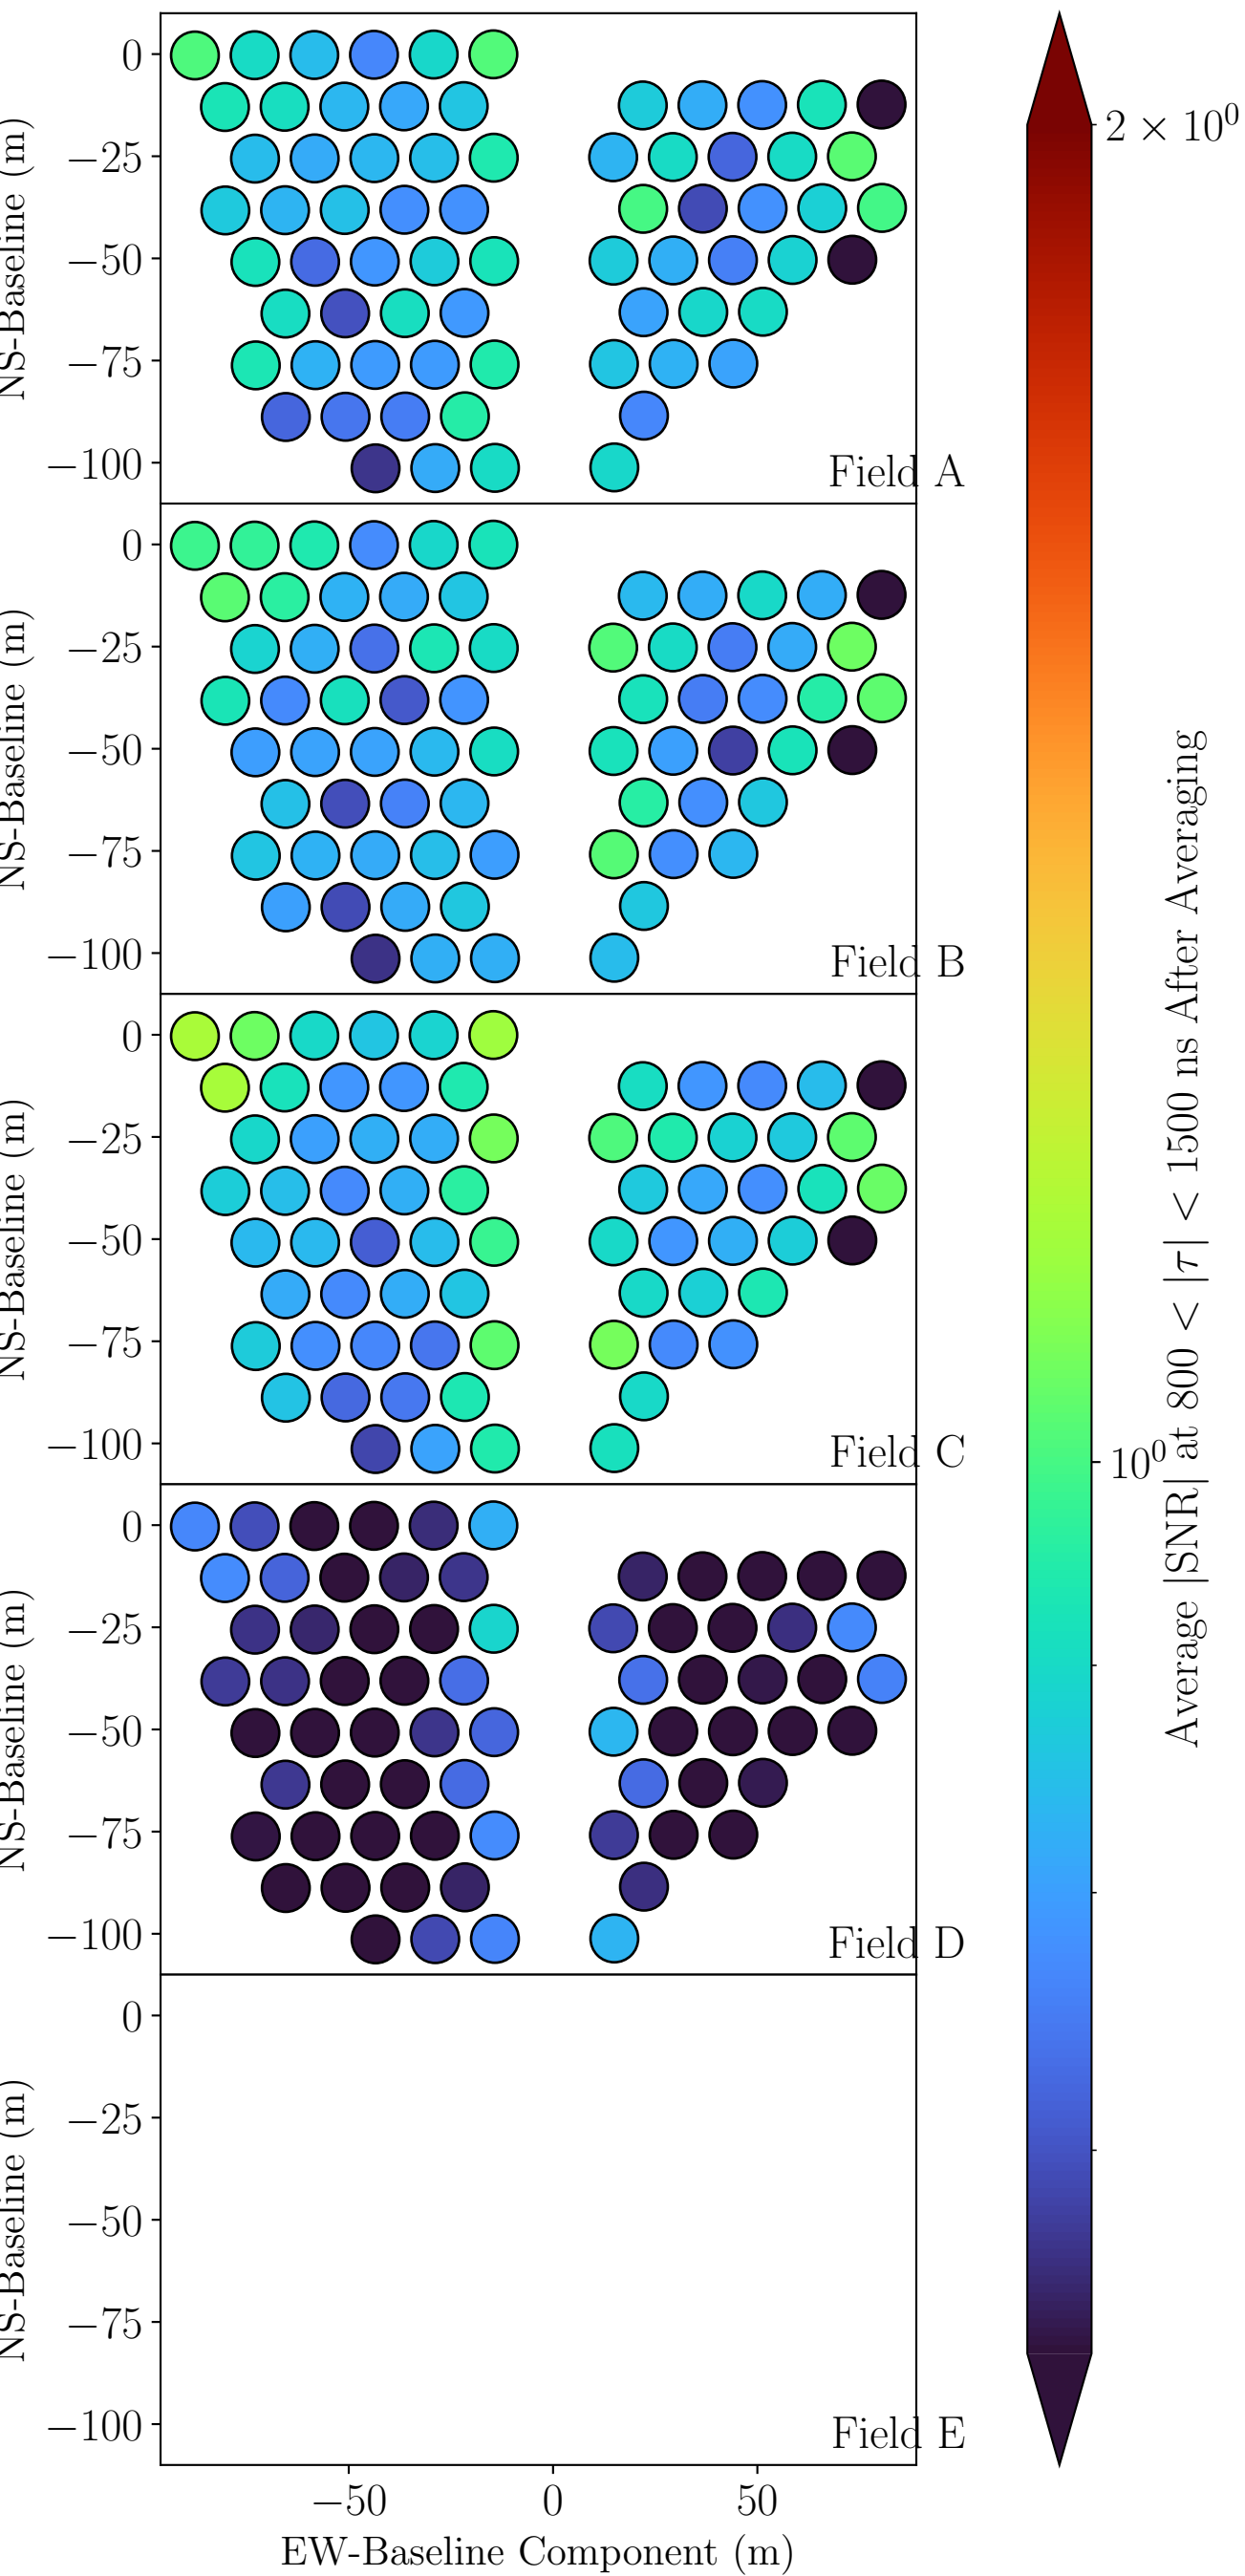 NS-Baseline (m)
0
−25
−50
−75
−100
Field A
NS-Baseline (m)
0
−25
−50
−75
−100
Field B
NS-Baseline (m)
0
−25
−50
−75
−100
Field C
NS-Baseline (m)
0
−25
−50
−75
−100
Field D
NS-Baseline (m)
0
−25
−50
−75
−100
Field E
−50 0 50
EW-Baseline Component (m)
2 × 10⁰
10⁰
Average |SNR| at 800 < |τ| < 1500 ns After Averaging